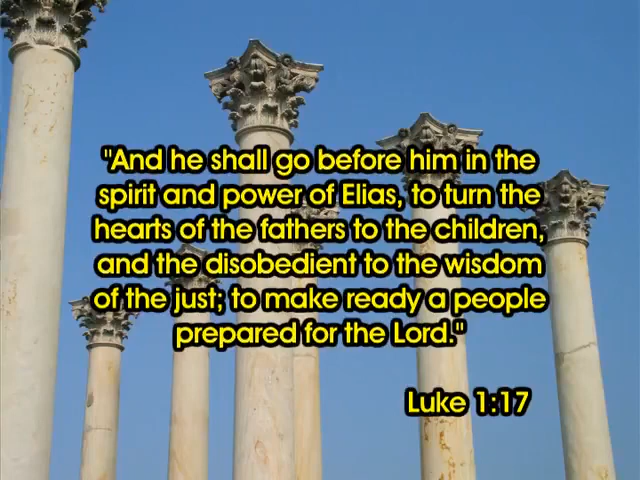 "And he shall go before him in the
spirit and power of Elias, to turn the
hearts of the fathers to the children,
and the disobedient to the wisdom
of the just; to make ready a people
prepared for the Lord."
Luke 1:17